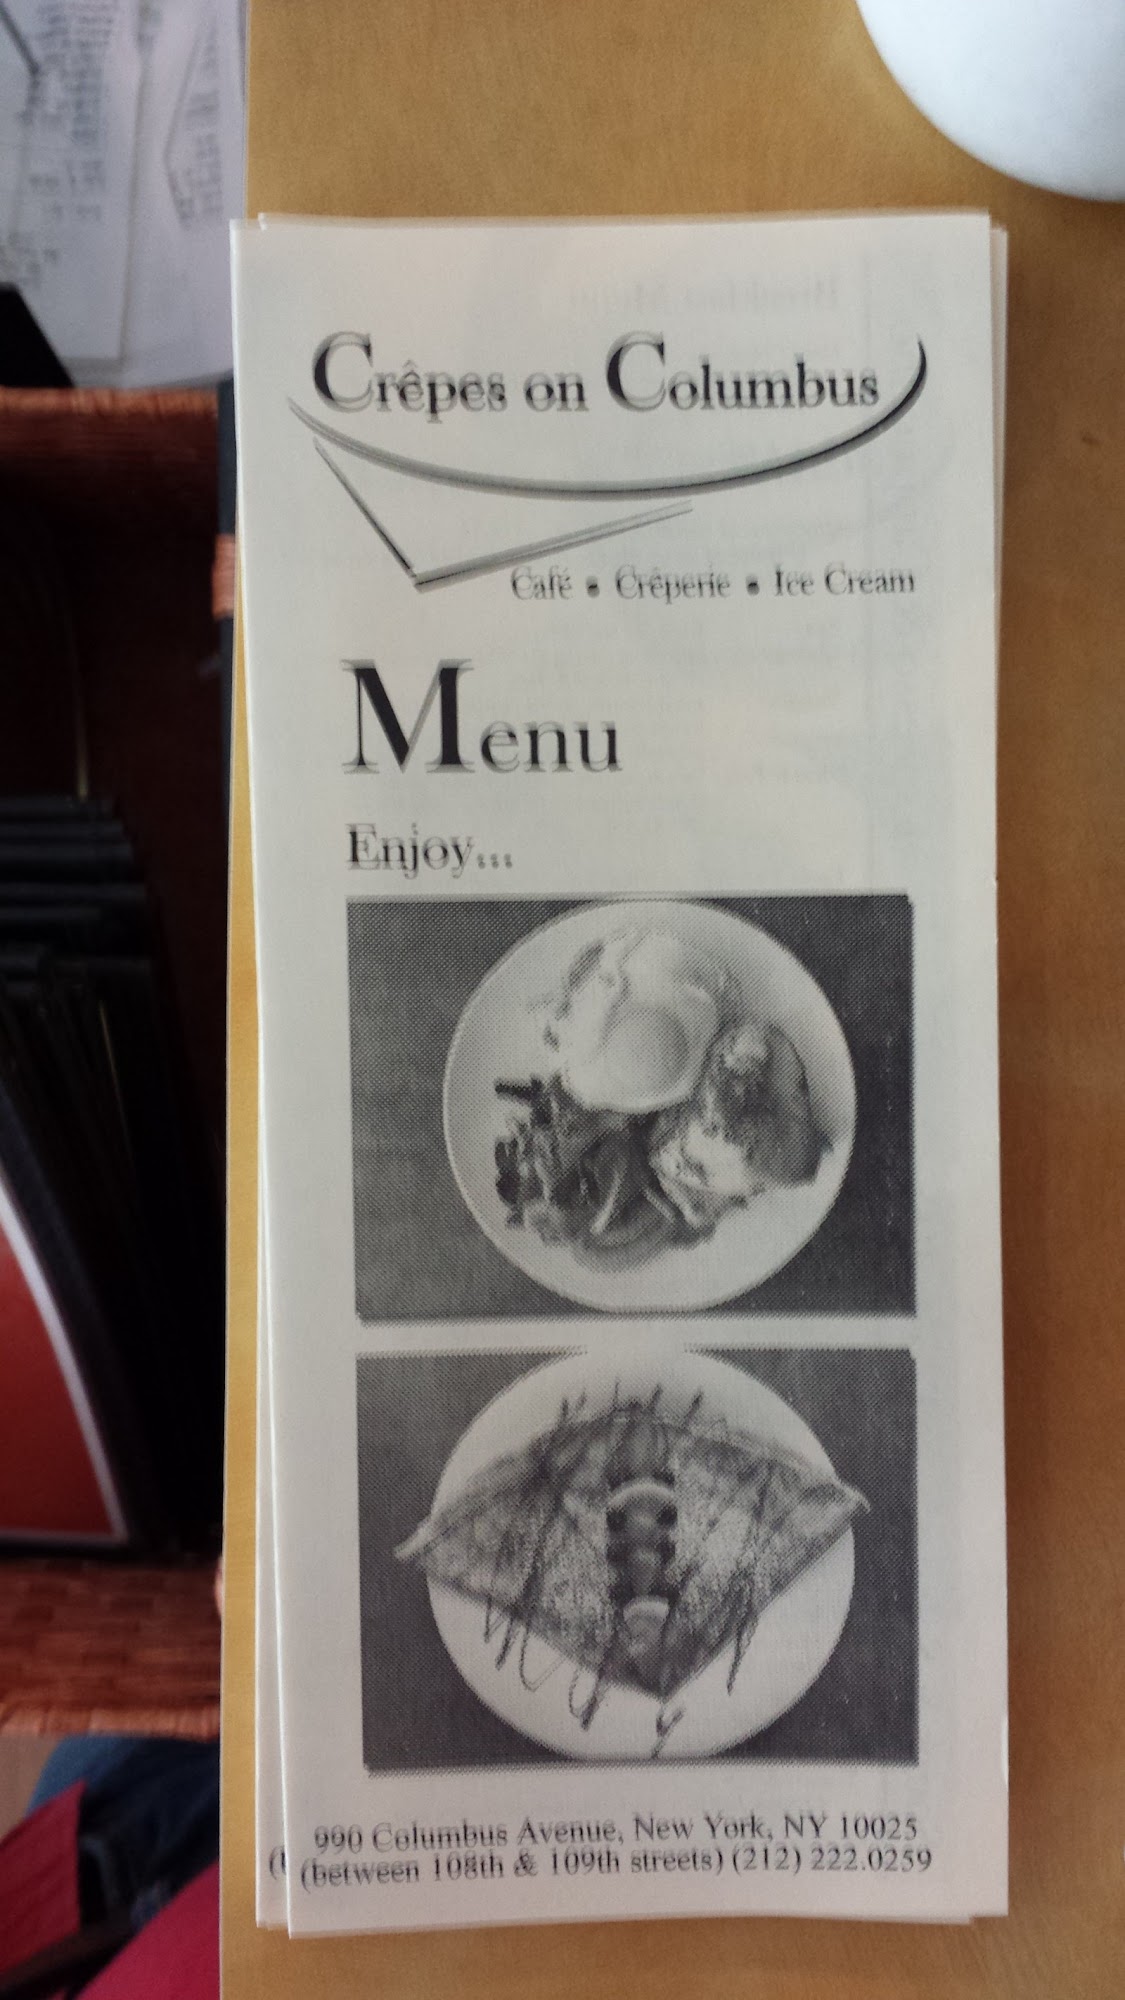 Crêpes on Columbus
Café • Crêperie • Ice Cream
Menu
Enjoy...
990 Columbus Avenue, New York, NY 10025
(between 108th & 109th streets) (212) 222.0259